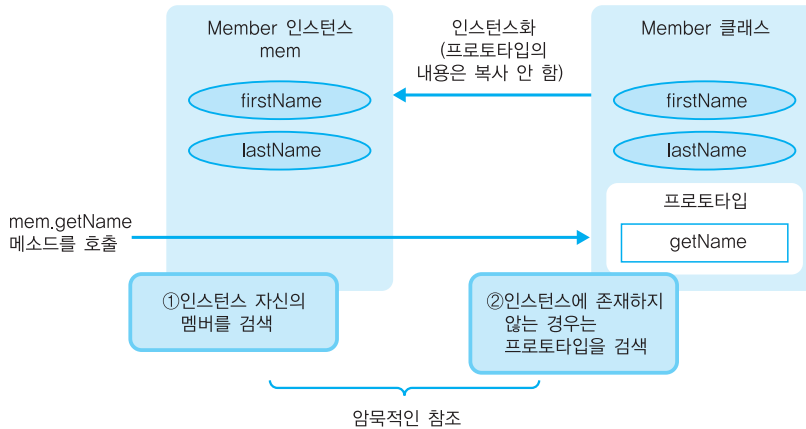 Member 인스턴스
mem
firstName
lastName
인스턴스화
(프로토타입의
내용은 복사 안 함)
Member 클래스
firstName
lastName
프로토타입
getName
mem.getName
메소드를 호출
①인스턴스 자신의
멤버를 검색
②인스턴스에 존재하지
않는 경우는
프로토타입을 검색
암묵적인 참조